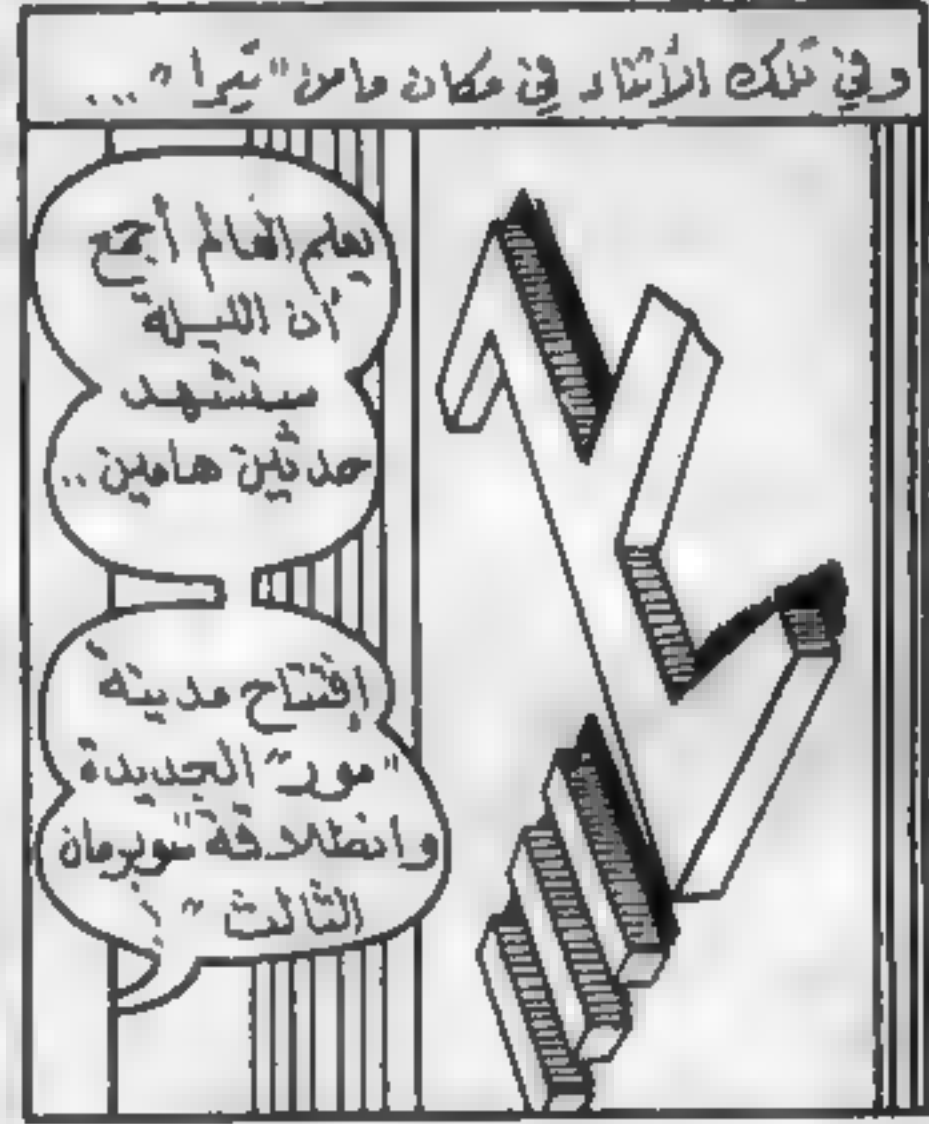 وفي تلك الأثناء في مكان ما من "تيرا" ...
يعلم العالم أجمع
أن الليلة
ستشهد
حدثين هامين ..
إفتتاح مدينة
"مور" الجديدة
وانطلاقة "سوبرمان
الثالث" !